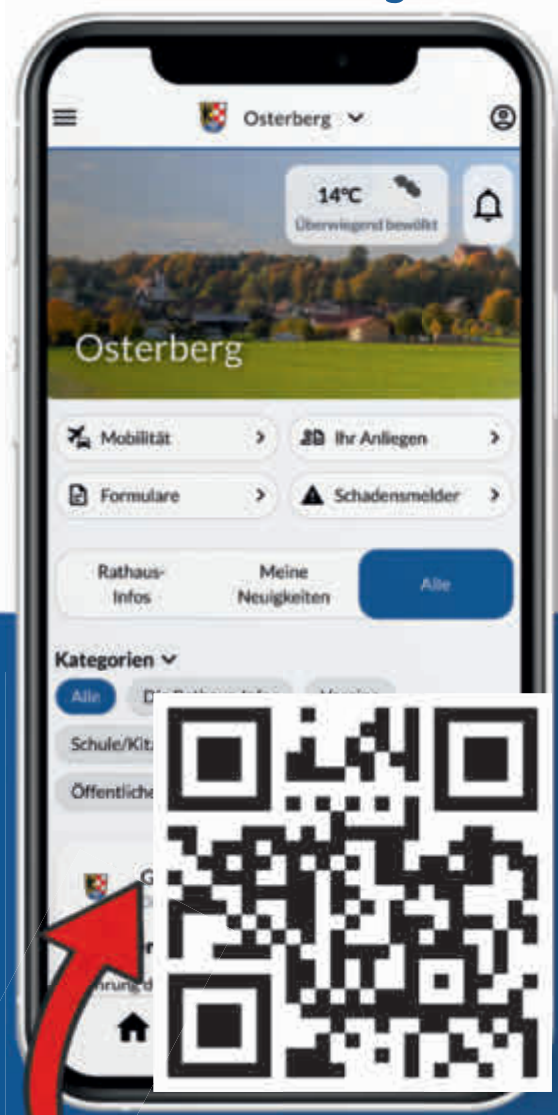 Osterberg
14°C
Überwiegend bewölkt
Osterberg
Mobilität
Ihr Anliegen
Formulare
Schadensmelder
Rathaus-
Infos
Meine
Neuigkeiten
Alle
Kategorien
Alle
Schule/Kita
Öffentliche